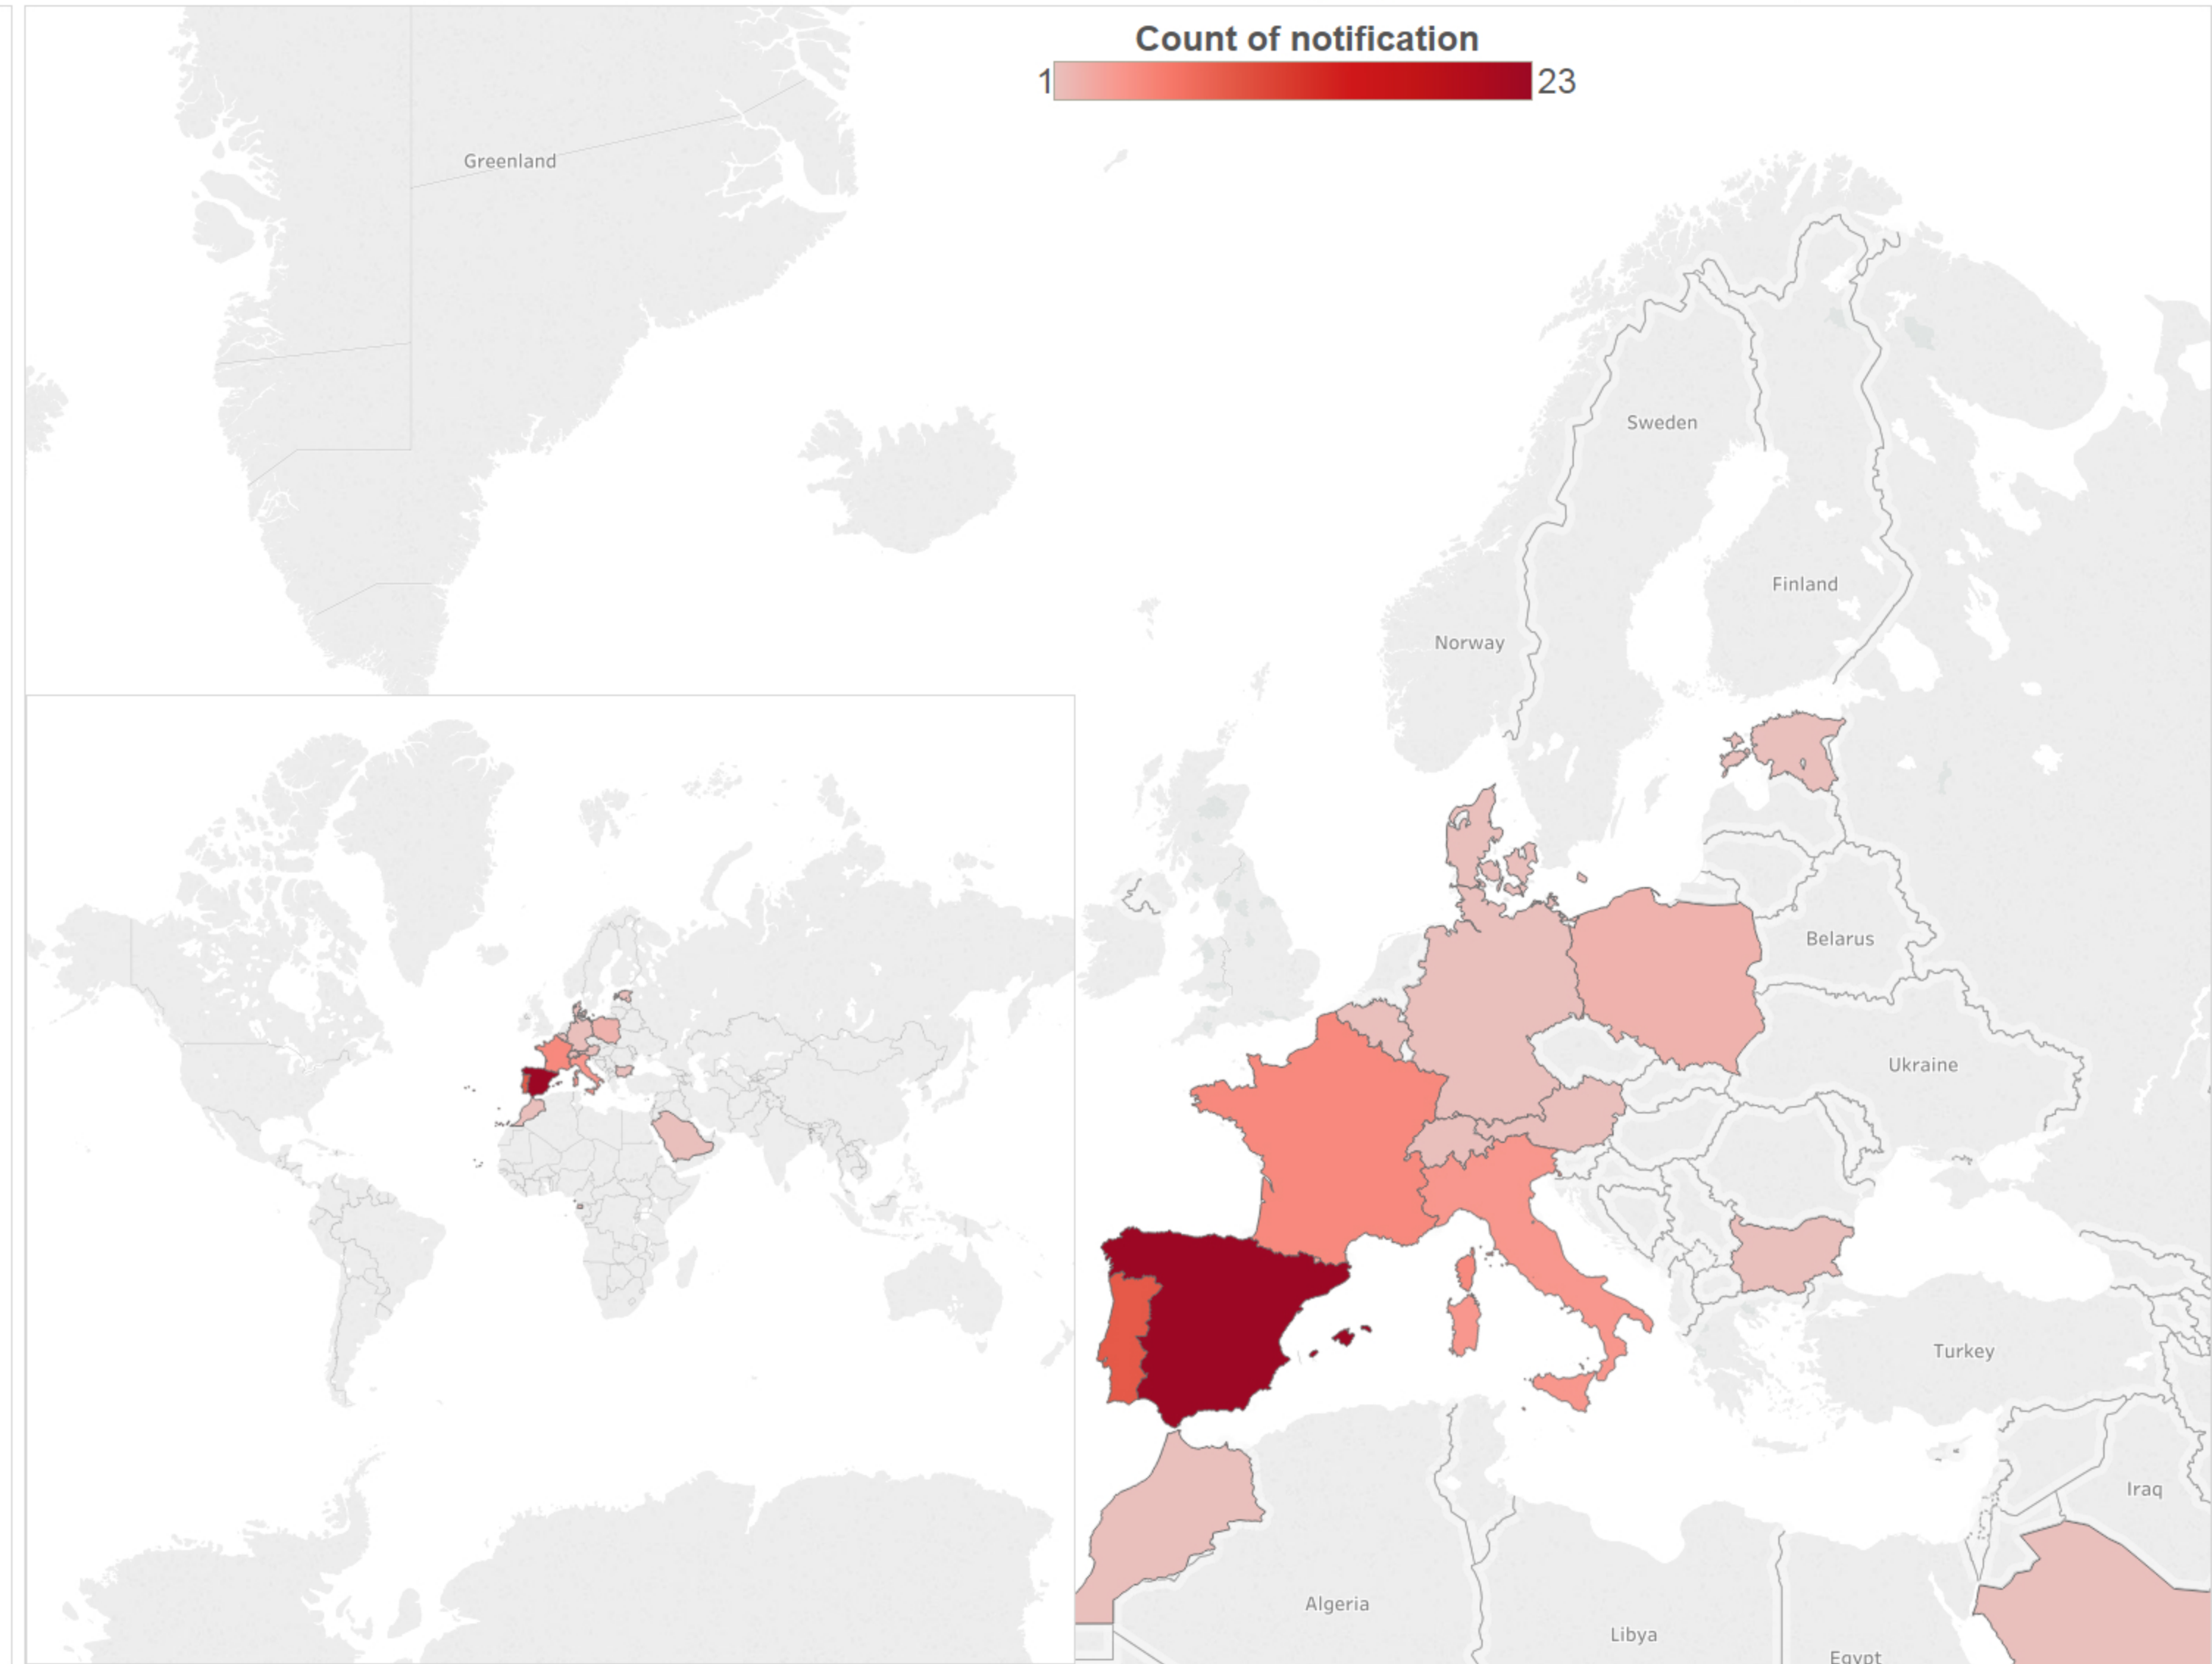 Count of notification
1 23
Greenland
Sweden
Finland
Norway
Belarus
Ukraine
Turkey
Iraq
Algeria
Libya
Egypt